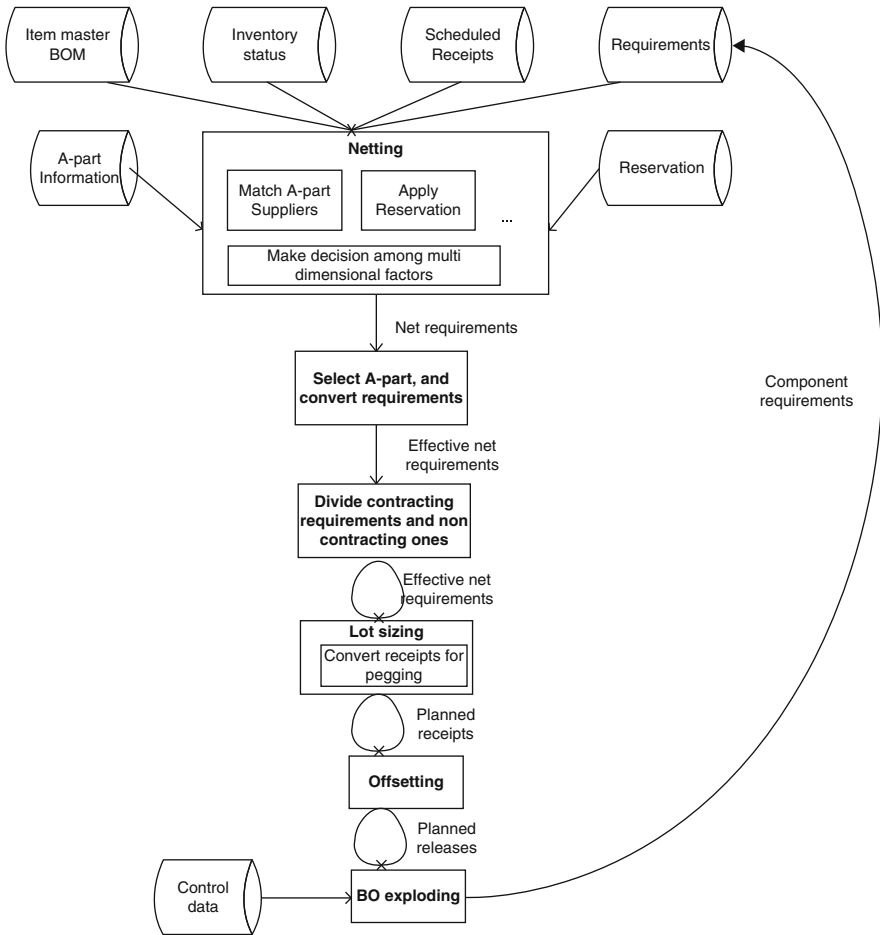 Item master
BOM
Inventory
status
Scheduled
Receipts
Requirements
A-part
Information
Netting
Match A-part
Suppliers
Apply
Reservation
...
Make decision among multi
dimensional factors
Reservation
Net requirements
Select A-part, and
convert requirements
Component
requirements
Effective net
requirements
Divide contracting
requirements and non
contracting ones
Effective net
requirements
Lot sizing
Convert receipts for
pegging
Planned
receipts
Offsetting
Planned
releases
Control
data
BO exploding